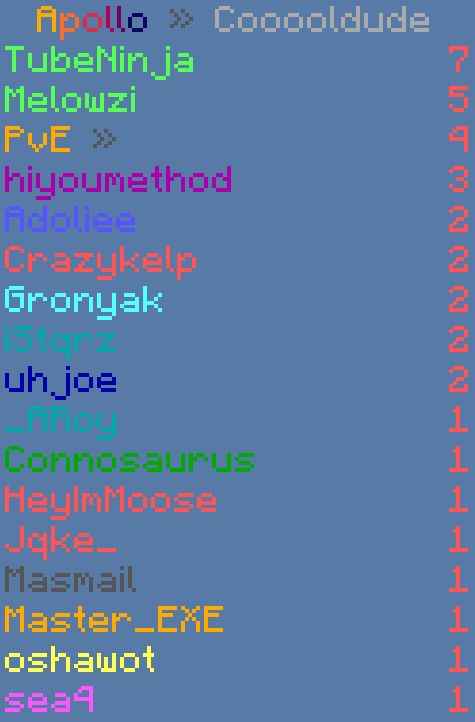 Apollo » Cooooldude
TubeNinja 7
Melowzi 5
PvE » 4
hiyoumethod 3
Adoliee 2
Crazykelp 2
Gronyak 2
iStqrz 2
uhjoe 2
_ARoy 1
Connosaurus 1
HeyImMoose 1
Jqke_ 1
Masmail 1
Master_EXE 1
oshawot 1
sea9 1